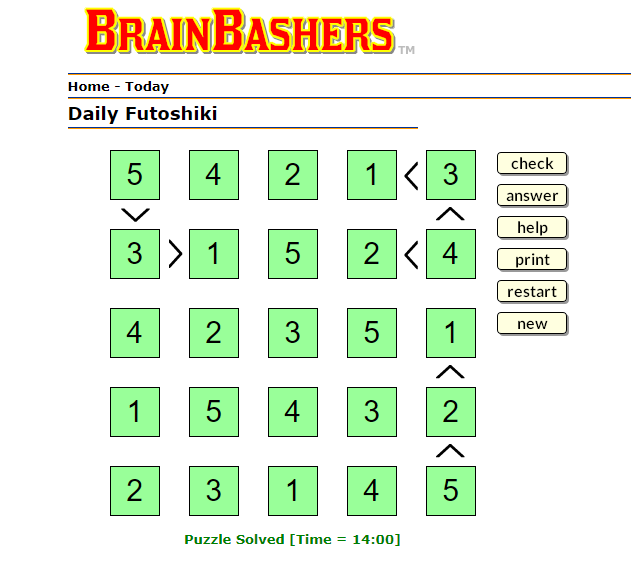 BRAINBASHERS™
Home - Today
Daily Futoshiki
5 4 2 1 < 3
check
answer
3 > 1 5 2 < 4
help
print
restart
4 2 3 5 1
new
1 5 4 3 2
2 3 1 4 5
Puzzle Solved [Time = 14:00]